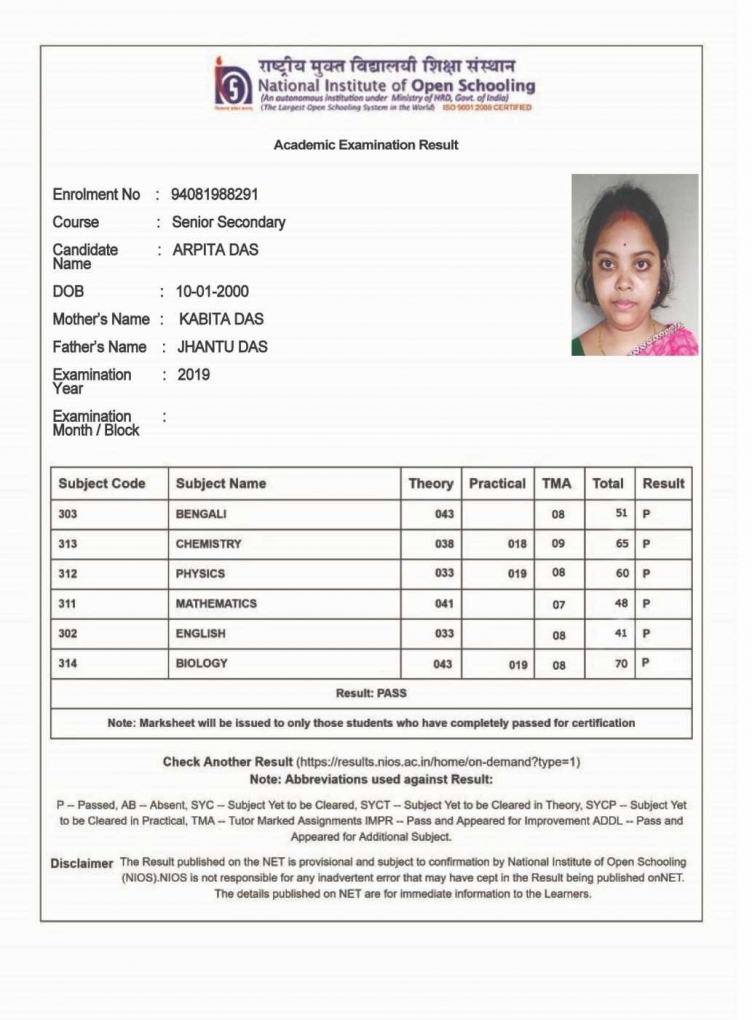 राष्ट्रीय मुक्त विद्यालयी शिक्षा संस्थान
National Institute of Open Schooling
(An autonomous institution under Ministry of HRD, Govt. of India)
(The Largest Open Schooling System in the World) ISO 9001:2008 CERTIFIED
Academic Examination Result
Enrolment No : 94081988291
Course : Senior Secondary
Candidate Name : ARPITA DAS
DOB : 10-01-2000
Mother's Name : KABITA DAS
Father's Name : JHANTU DAS
Examination Year : 2019
Examination Month / Block :
Subject Code Subject Name Theory Practical TMA Total Result
303 BENGALI 043 08 51 P
313 CHEMISTRY 038 018 09 65 P
312 PHYSICS 033 019 08 60 P
311 MATHEMATICS 041 07 48 P
302 ENGLISH 033 08 41 P
314 BIOLOGY 043 019 08 70 P
Result: PASS
Note: Marksheet will be issued to only those students who have completely passed for certification
Check Another Result (https://results.nios.ac.in/home/on-demand?type=1)
Note: Abbreviations used against Result:
P -- Passed, AB -- Absent, SYC -- Subject Yet to be Cleared, SYCT -- Subject Yet to be Cleared in Theory, SYCP -- Subject Yet
to be Cleared in Practical, TMA -- Tutor Marked Assignments IMPR -- Pass and Appeared for Improvement ADDL -- Pass and
Appeared for Additional Subject.
Disclaimer The Result published on the NET is provisional and subject to confirmation by National Institute of Open Schooling
(NIOS).NIOS is not responsible for any inadvertent error that may have cept in the Result being published onNET.
The details published on NET are for immediate information to the Learners.